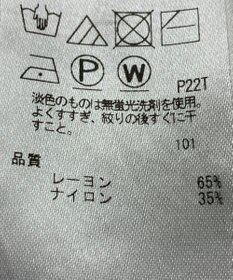 P W
P22T
淡色のものは無蛍光洗剤を使用。
よくすすぎ、絞りの後すぐに干
すこと。
101
品質
レーヨン 65%
ナイロン 35%